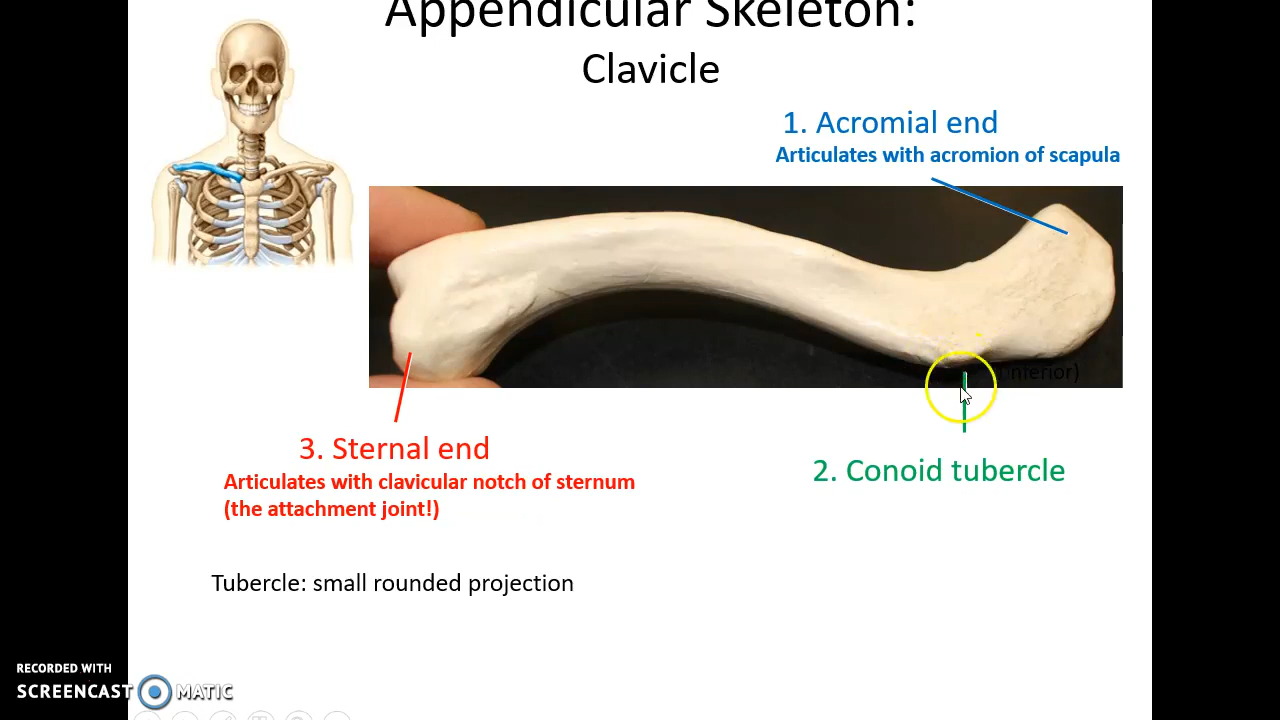 Appendicular Skeleton:
Clavicle
1. Acromial end
Articulates with acromion of scapula
inferior)
2. Conoid tubercle
3. Sternal end
Articulates with clavicular notch of sternum
(the attachment joint!)
Tubercle: small rounded projection
RECORDED WITH
SCREENCAST MATIC